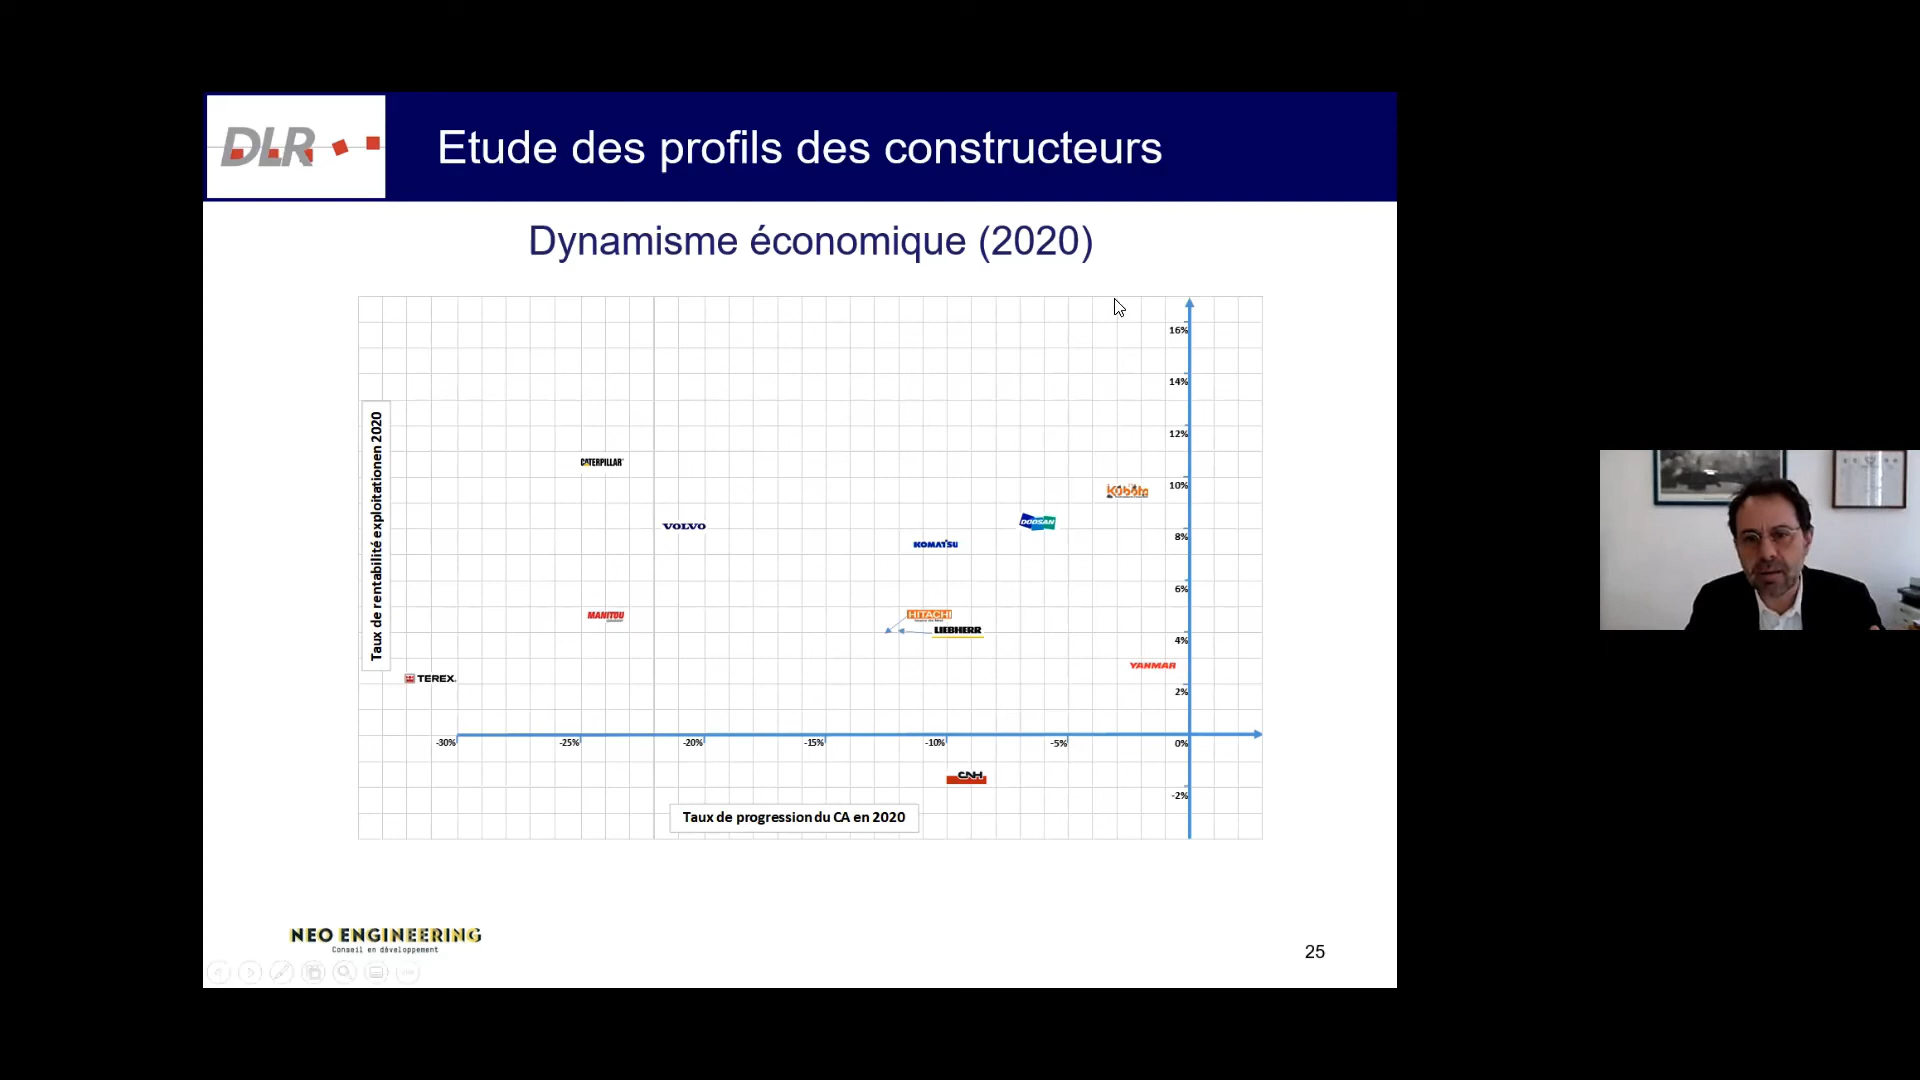 DLR
Etude des profils des constructeurs
Dynamisme économique (2020)
16%
14%
12%
10%
8%
6%
4%
2%
0%
-2%
Taux de rentabilité exploitationen 2020
CATERPILLAR
Kubota
DOOSAN
VOLVO
KOMATSU
MANITOU
HITACHI
LIEBHERR
YANMAR
TEREX
-30%
-25%
-20%
-15%
-10%
-5%
CNH
Taux de progression du CA en 2020
NEO ENGINEERING
Conseil en développement
25